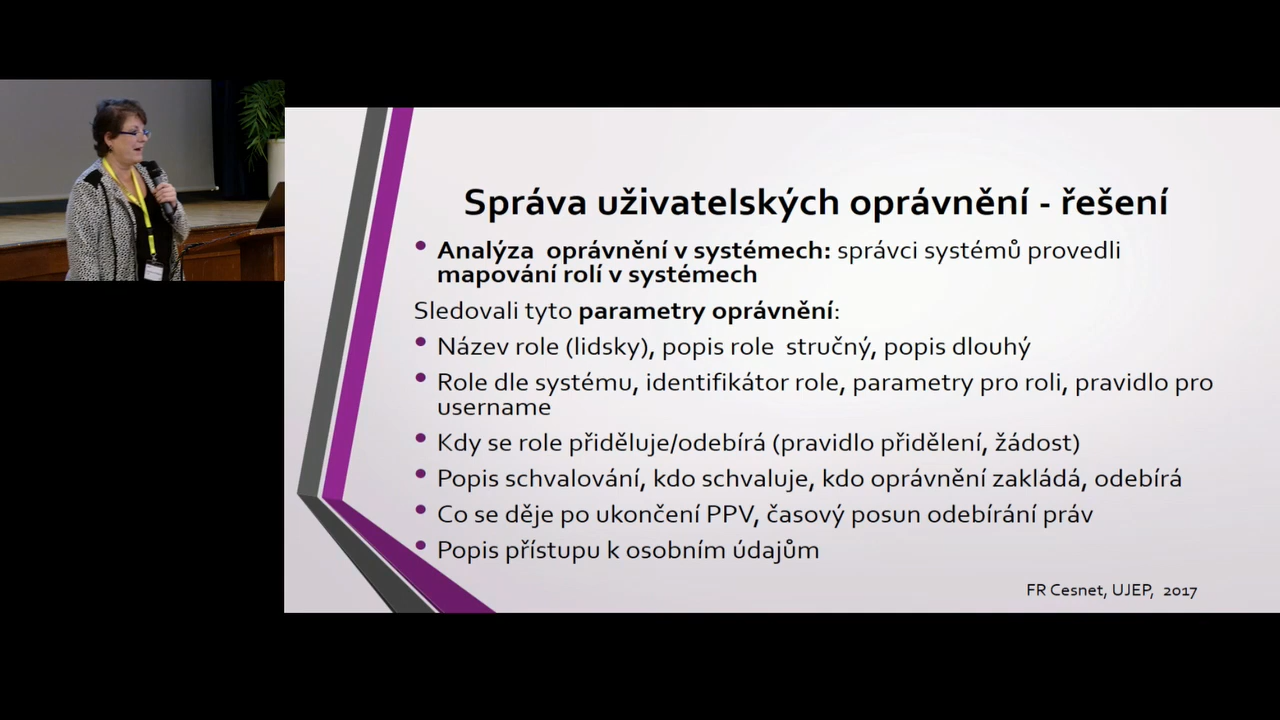 Správa uživatelských oprávnění - řešení
• Analýza  oprávnění v systémech: správci systémů provedli
mapování rolí v systémech
Sledovali tyto parametry oprávnění:
• Název role (lidsky), popis role  stručný, popis dlouhý
• Role dle systému, identifikátor role, parametry pro roli, pravidlo pro
username
• Kdy se role přiděluje/odebírá (pravidlo přidělení, žádost)
• Popis schvalování, kdo schvaluje, kdo oprávnění zakládá, odebírá
• Co se děje po ukončení PPV, časový posun odebírání práv
• Popis přístupu k osobním údajům
FR Cesnet, UJEP,  2017